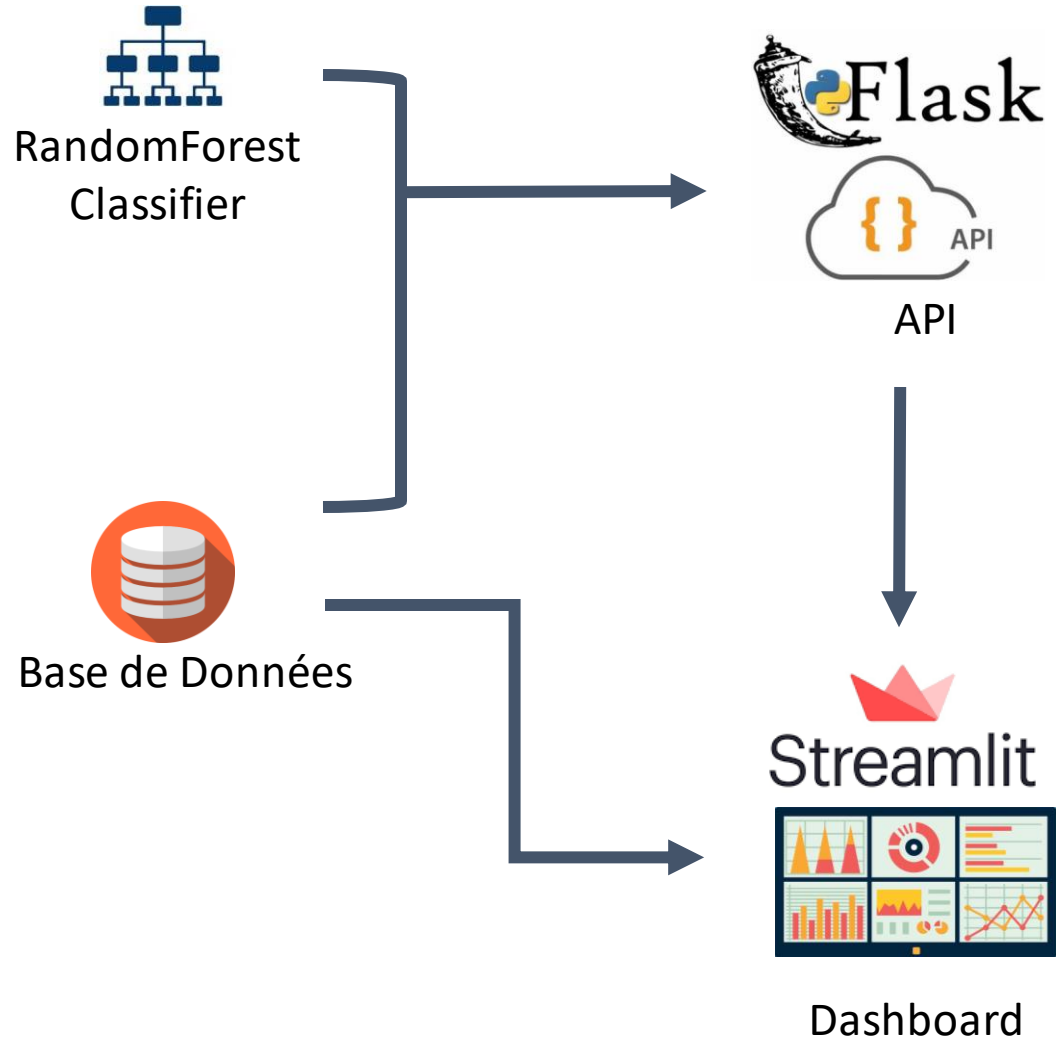 RandomForest
Classifier
Flask
{ } API
API
Base de Données
Streamlit
Dashboard